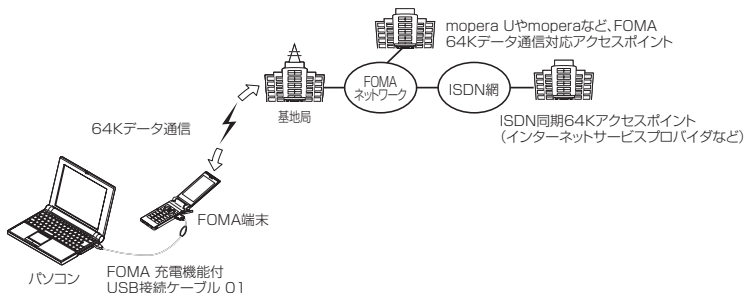 mopera Uやmoperaなど、FOMA
64Kデータ通信対応アクセスポイント
FOMA
ネットワーク
ISDN網
基地局
ISDN同期64Kアクセスポイント
（インターネットサービスプロバイダなど）
64Kデータ通信
FOMA端末
パソコン
FOMA 充電機能付
USB接続ケーブル 01